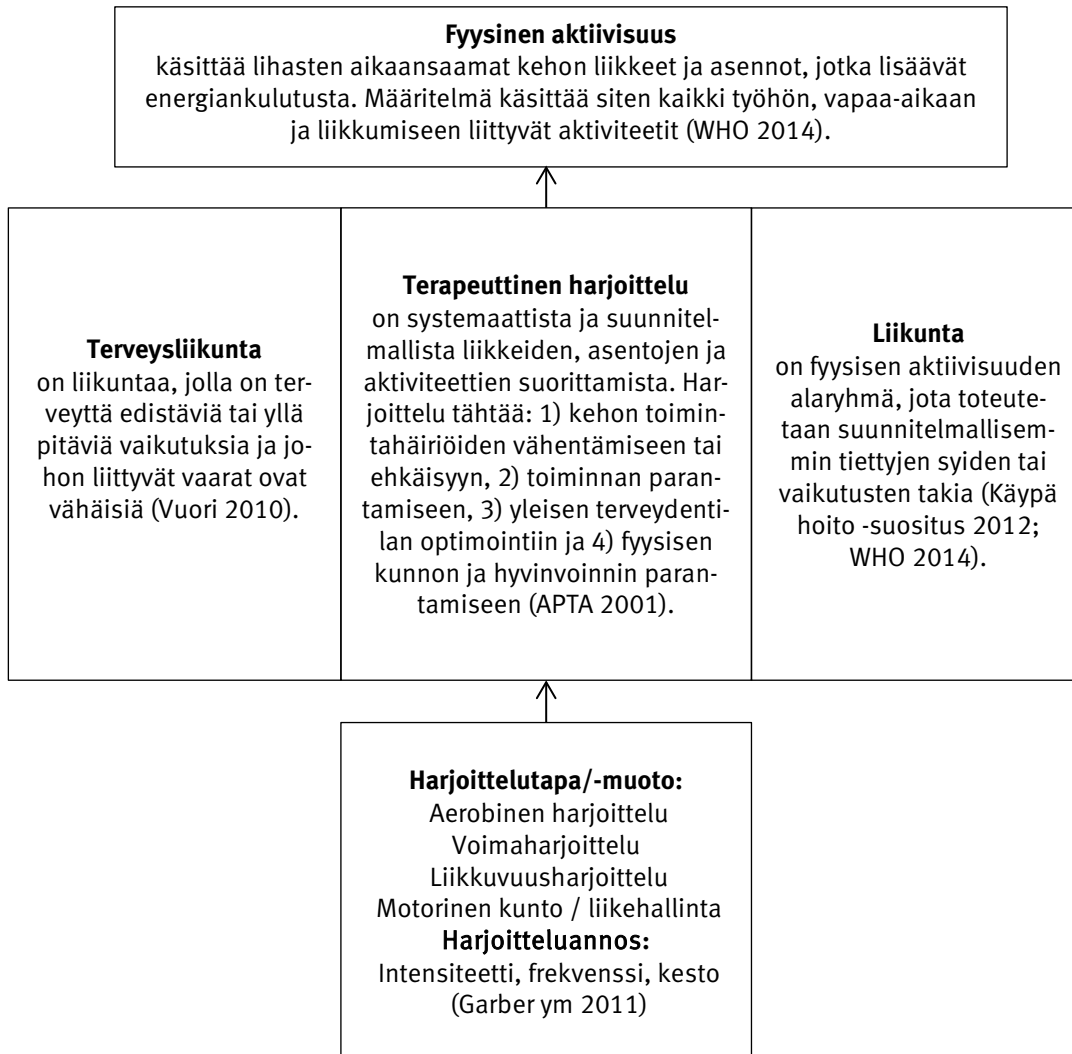 Fyysinen aktiivisuus
käsittää lihasten aikaansaamat kehon liikkeet ja asennot, jotka lisäävät
energiankulutusta. Määritelmä käsittää siten kaikki työhön, vapaa-aikaan
ja liikkumiseen liittyvät aktiviteetit (WHO 2014).
Terveysliikunta
on liikuntaa, jolla on ter-
veyttä edistäviä tai yllä
pitäviä vaikutuksia ja jo-
hon liittyvät vaarat ovat
vähäisiä (Vuori 2010).
Terapeuttinen harjoittelu
on systemaattista ja suunnitel-
mallista liikkeiden, asentojen ja
aktiviteettien suorittamista. Har-
joittelu tähtää: 1) kehon toimin-
tahäiriöiden vähentämiseen tai
ehkäisyyn, 2) toiminnan paran-
tamiseen, 3) yleisen terveydenti-
lan optimointiin ja 4) fyysisen
kunnon ja hyvinvoinnin paran-
tamiseen (APTA 2001).
Liikunta
on fyysisen aktiivisuuden
alaryhmä, jota toteute-
taan suunnitelmallisem-
min tiettyjen syiden tai
vaikutusten takia (Käypä
hoito -suositus 2012;
WHO 2014).
Harjoittelutapa/-muoto:
Aerobinen harjoittelu
Voimaharjoittelu
Liikkuvuusharjoittelu
Motorinen kunto / liikehallinta
Harjoitteluannos:
Intensiteetti, frekvenssi, kesto
(Garber ym 2011)